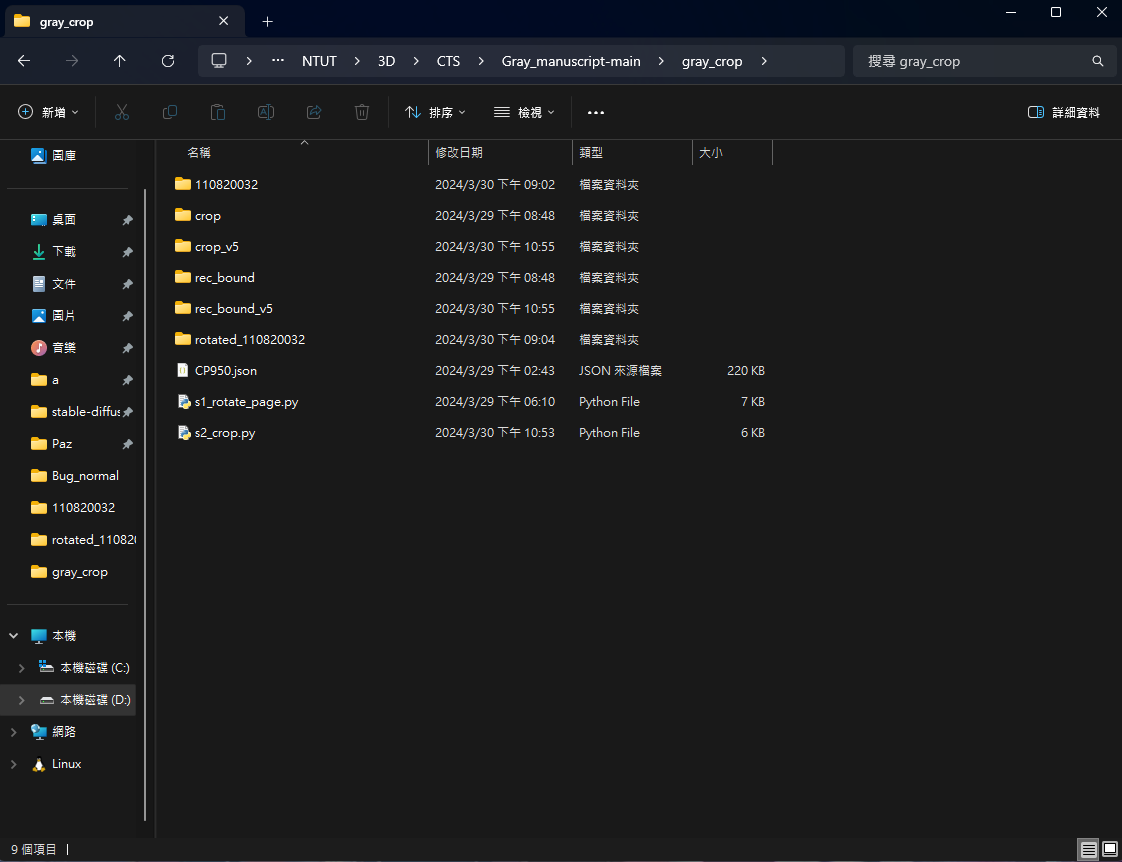 gray_crop
NTUT 3D CTS Gray_manuscript-main gray_crop
搜尋 gray_crop
新增 排序 檢視 詳細資料
圖庫
桌面
下載
文件
圖片
音樂
a
stable-diffus
Paz
Bug_normal
110820032
rotated_11082
gray_crop
本機
本機磁碟 (C:)
本機磁碟 (D:)
網路
Linux
名稱 修改日期 類型 大小
110820032 2024/3/30 下午 09:02 檔案資料夾
crop 2024/3/29 下午 08:48 檔案資料夾
crop_v5 2024/3/30 下午 10:55 檔案資料夾
rec_bound 2024/3/29 下午 08:48 檔案資料夾
rec_bound_v5 2024/3/30 下午 10:55 檔案資料夾
rotated_110820032 2024/3/30 下午 09:04 檔案資料夾
CP950.json 2024/3/29 下午 02:43 JSON 來源檔案 220 KB
s1_rotate_page.py 2024/3/29 下午 06:10 Python File 7 KB
s2_crop.py 2024/3/30 下午 10:53 Python File 6 KB
9 個項目